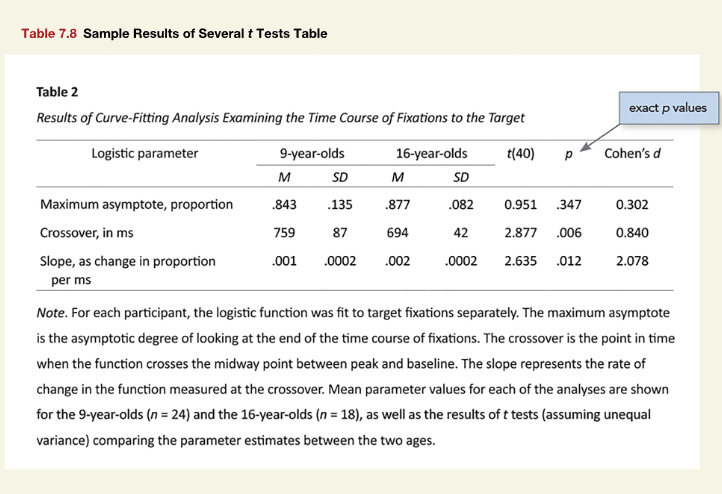 Table 7.8 Sample Results of Several t Tests Table
Table 2
exact p values
Results of Curve-Fitting Analysis Examining the Time Course of Fixations to the Target
Logistic parameter 9-year-olds 16-year-olds t(40) p Cohen's d
M SD M SD
Maximum asymptote, proportion .843 .135 .877 .082 0.951 .347 0.302
Crossover, in ms 759 87 694 42 2.877 .006 0.840
Slope, as change in proportion .001 .0002 .002 .0002 2.635 .012 2.078
per ms
Note. For each participant, the logistic function was fit to target fixations separately. The maximum asymptote
is the asymptotic degree of looking at the end of the time course of fixations. The crossover is the point in time
when the function crosses the midway point between peak and baseline. The slope represents the rate of
change in the function measured at the crossover. Mean parameter values for each of the analyses are shown
for the 9-year-olds (n = 24) and the 16-year-olds (n = 18), as well as the results of t tests (assuming unequal
variance) comparing the parameter estimates between the two ages.